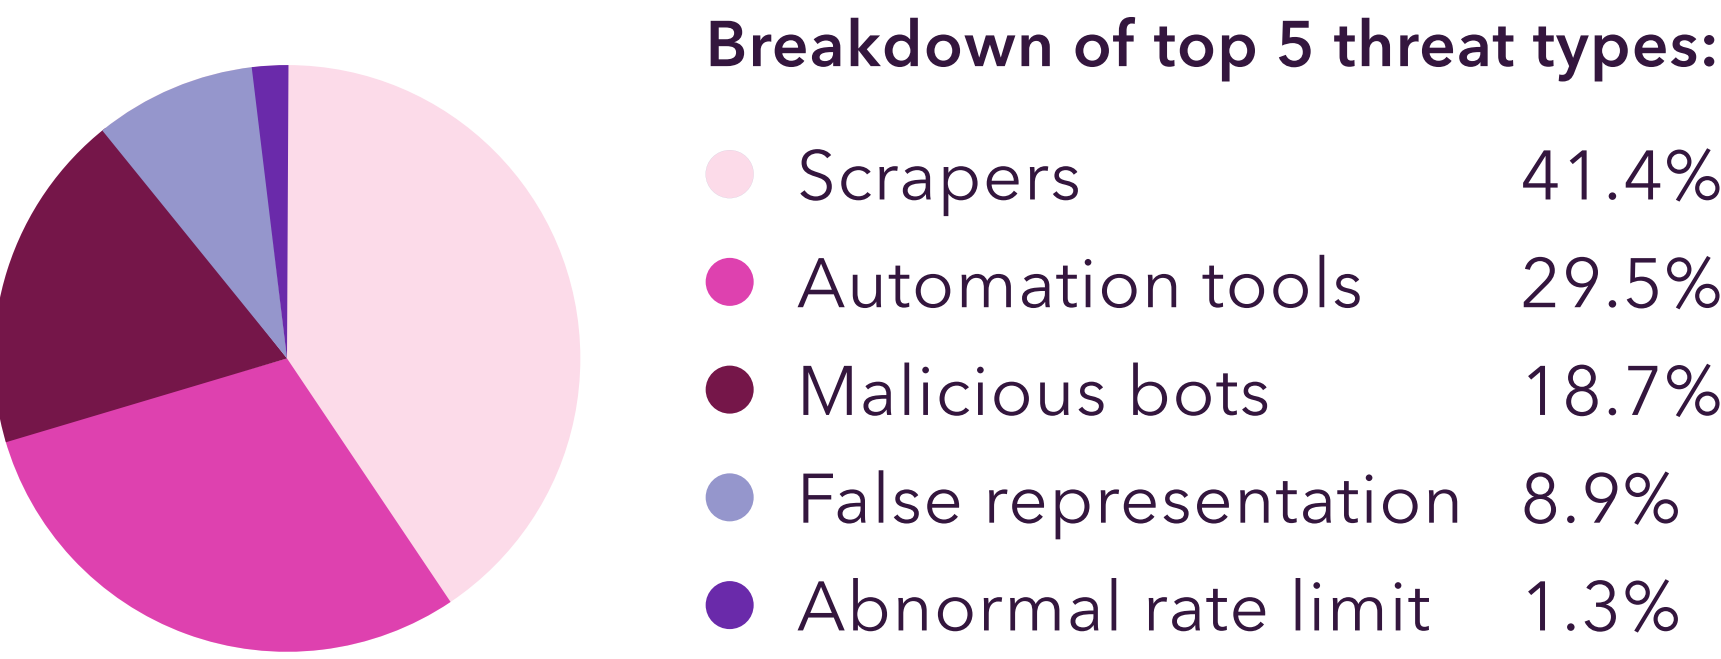 Breakdown of top 5 threat types:
Scrapers 41.4%
Automation tools 29.5%
Malicious bots 18.7%
False representation 8.9%
Abnormal rate limit 1.3%